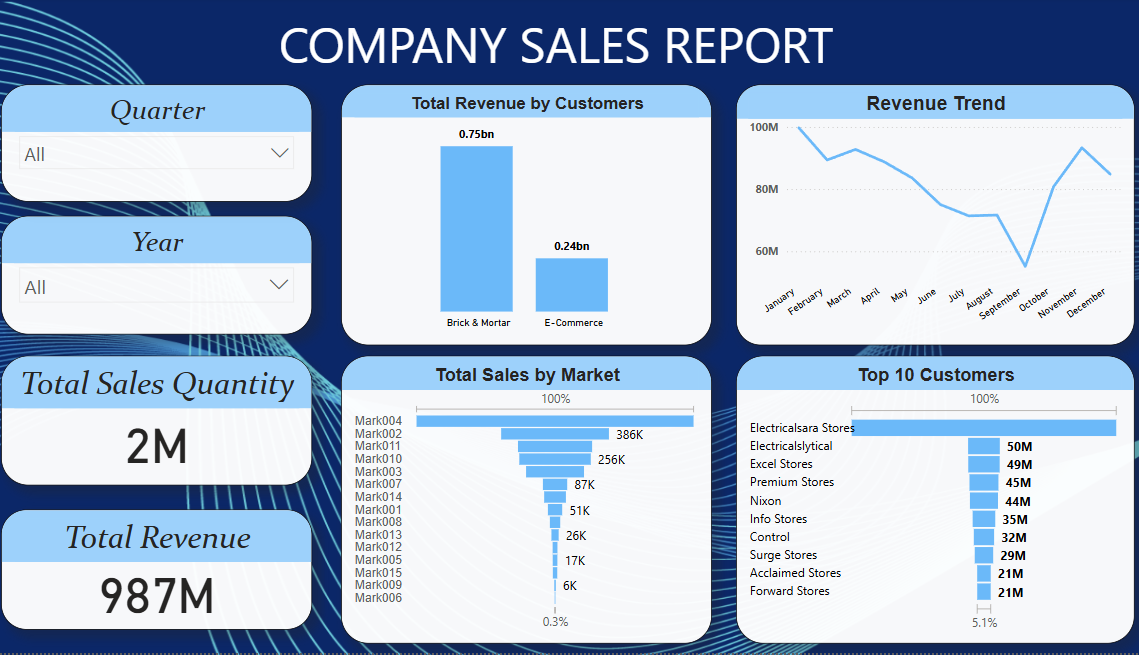 COMPANY SALES REPORT
Quarter
All
Year
All
Total Sales Quantity
2M
Total Revenue
987M
Total Revenue by Customers
0.75bn
0.24bn
Brick & Mortar
E-Commerce
Revenue Trend
100M
80M
60M
January
February
March
April
May
June
July
August
September
October
November
December
Total Sales by Market
100%
Mark004
Mark002 386K
Mark011
Mark010 256K
Mark003
Mark007 87K
Mark014
Mark001 51K
Mark008
Mark013 26K
Mark012
Mark005 17K
Mark015
Mark009 6K
Mark006
0.3%
Top 10 Customers
100%
Electricalsara Stores
Electricalslytical 50M
Excel Stores 49M
Premium Stores 45M
Nixon 44M
Info Stores 35M
Control 32M
Surge Stores 29M
Acclaimed Stores 21M
Forward Stores 21M
5.1%